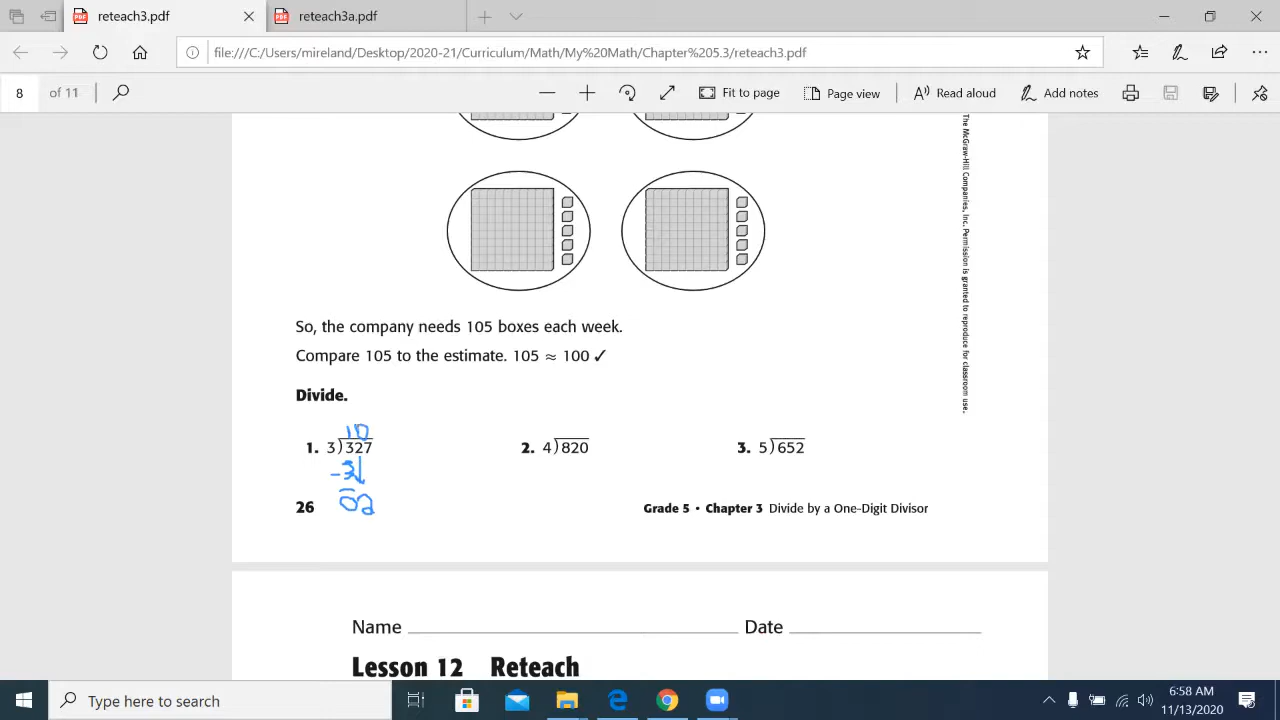 reteach3.pdf
reteach3.pdf
file:///C:/Users/mireland/Desktop/2020-21/Curriculum/Math/My%20Math/Chapter%205.3/reteach3.pdf
8 of 11
Fit to page
Page view
Read aloud
Add notes
The McGraw-Hill Companies, Inc. Permission is granted to reproduce for classroom use.
So, the company needs 105 boxes each week.
Compare 105 to the estimate. 105 ≈ 100 ✓
Divide.
10
1. 3)327 2. 4)820 3. 5)652
-3↓
02
26 Grade 5 • Chapter 3 Divide by a One-Digit Divisor
Name Date
Lesson 12 Reteach
Type here to search
6:58 AM
11/13/2020